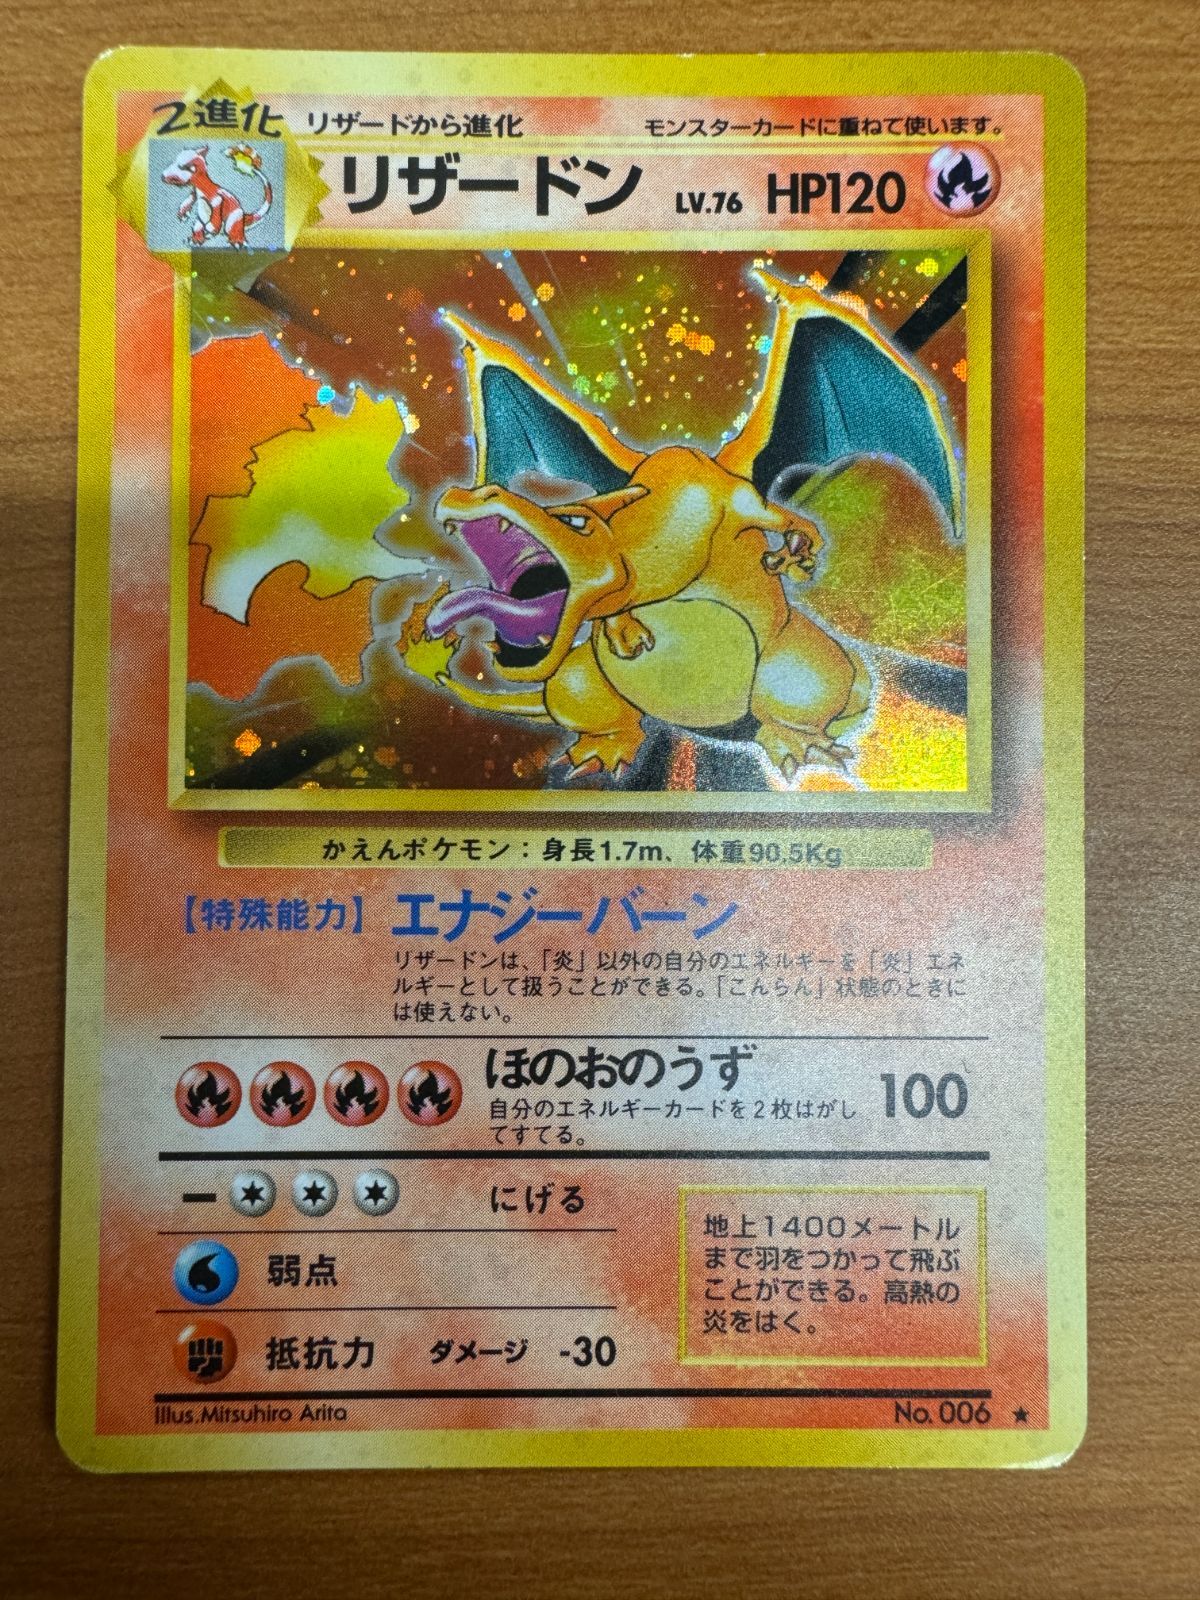 2進化 リザードから進化 モンスターカードに重ねて使います。
リザードン LV.76 HP120
かえんポケモン：身長1.7m、体重90.5Kg
【特殊能力】エナジーバーン
リザードンは、「炎」以外の自分のエネルギーを「炎」エネ
ルギーとして扱うことができる。「こんらん」状態のときに
は使えない。
ほのおのうず 100
自分のエネルギーカードを2枚はがし
てすてる。
にげる
弱点
抵抗力 ダメージ -30
地上1400メートル
まで羽をつかって飛ぶ
ことができる。高熱の
炎をはく。
Illus.Mitsuhiro Arita No.006 ★